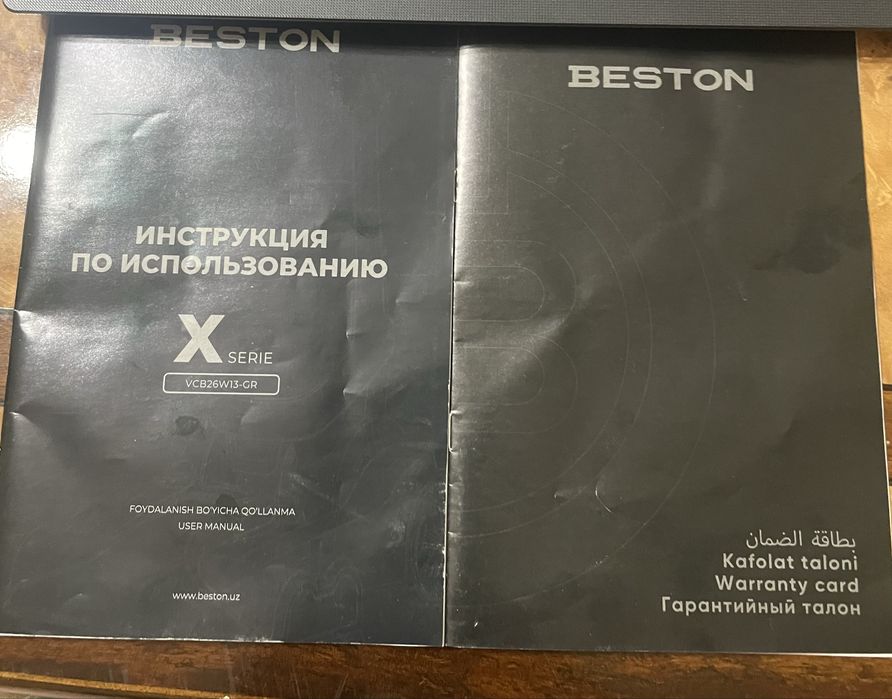 BESTON
ИНСТРУКЦИЯ
ПО ИСПОЛЬЗОВАНИЮ
X SERIE
VCB26W13-GR
FOYDALANISH BO'YICHA QO'LLANMA
USER MANUAL
www.beston.uz
BESTON
بطاقة الضمان
Kafolat taloni
Warranty card
Гарантийный талон